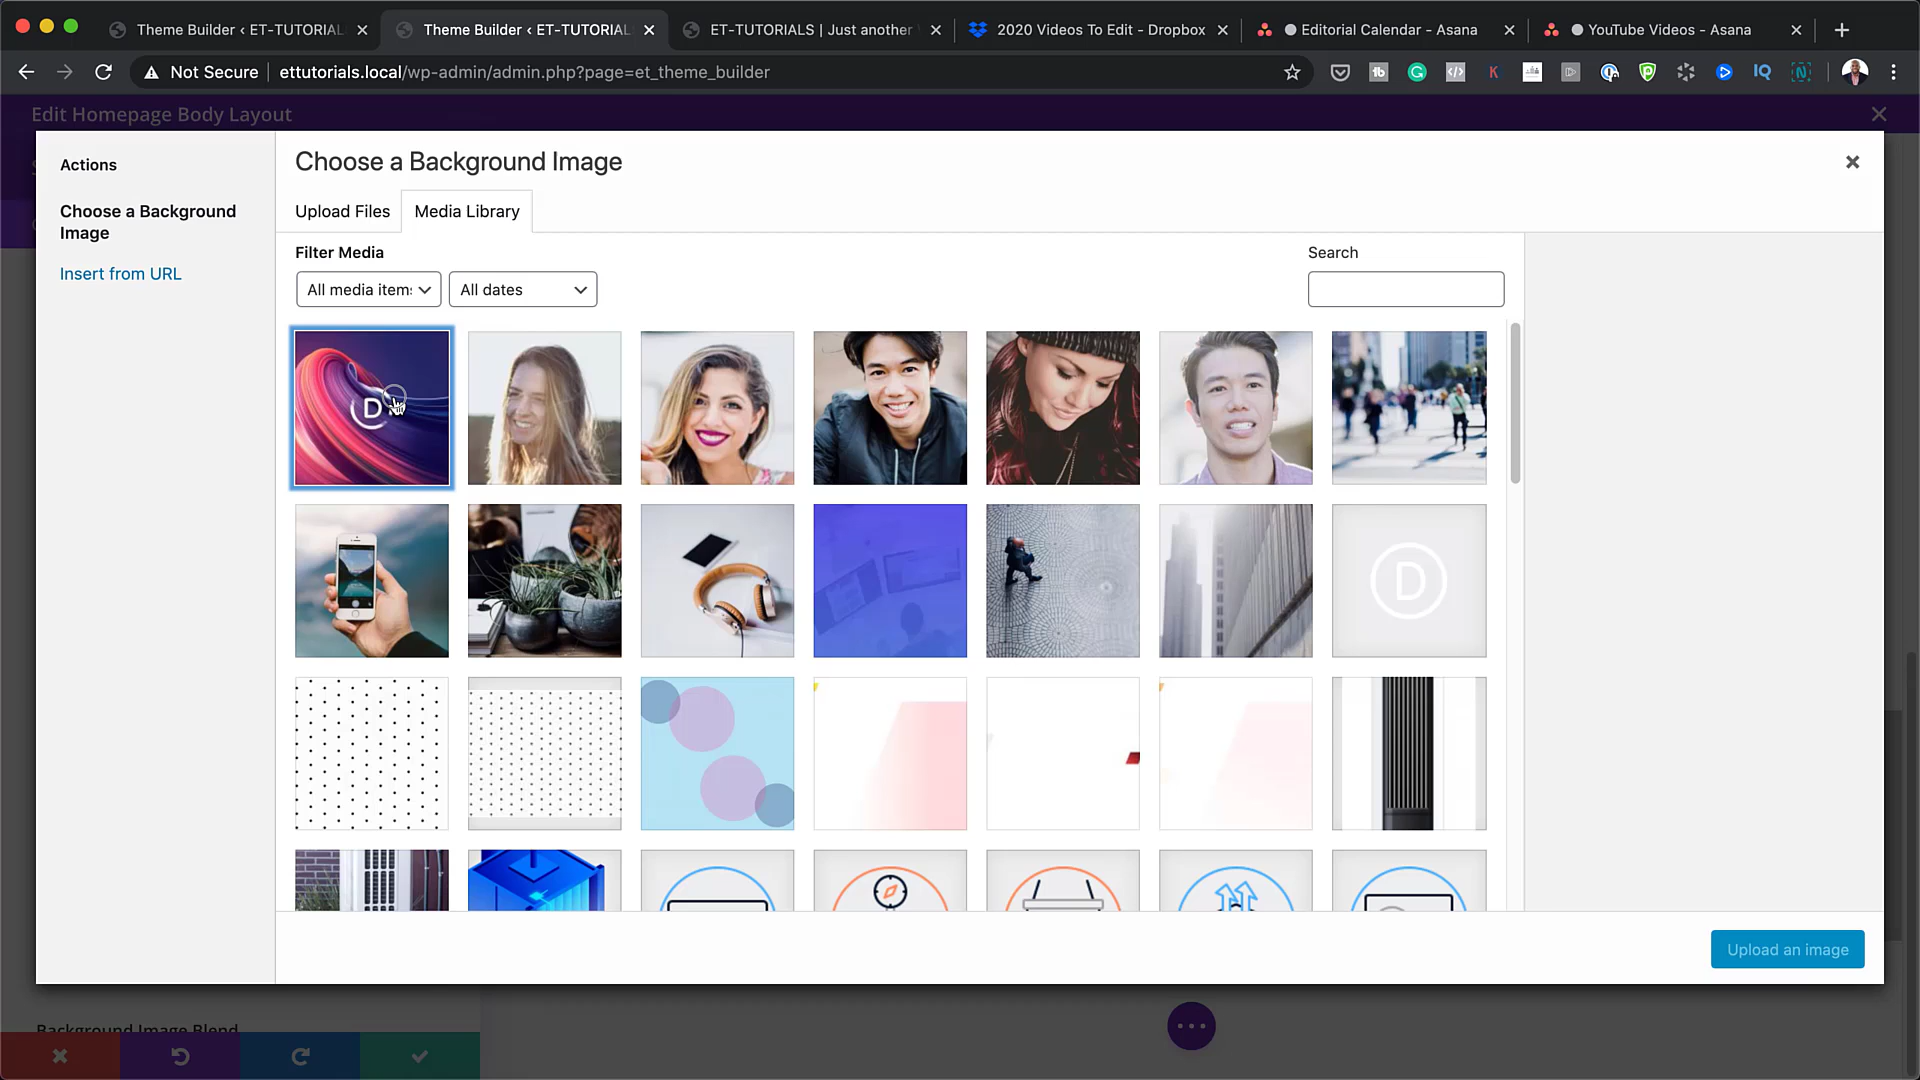 Theme Builder ‹ ET-TUTORIAL
Theme Builder ‹ ET-TUTORIAL
ET-TUTORIALS | Just another
2020 Videos To Edit - Dropbox
Editorial Calendar - Asana
YouTube Videos - Asana
Not Secure
ettutorials.local/wp-admin/admin.php?page=et_theme_builder
Edit Homepage Body Layout
Actions
Choose a Background Image
Insert from URL
Choose a Background Image
Upload Files
Media Library
Filter Media
All media item
All dates
Search
D
D
Upload an image
Background Image Blend